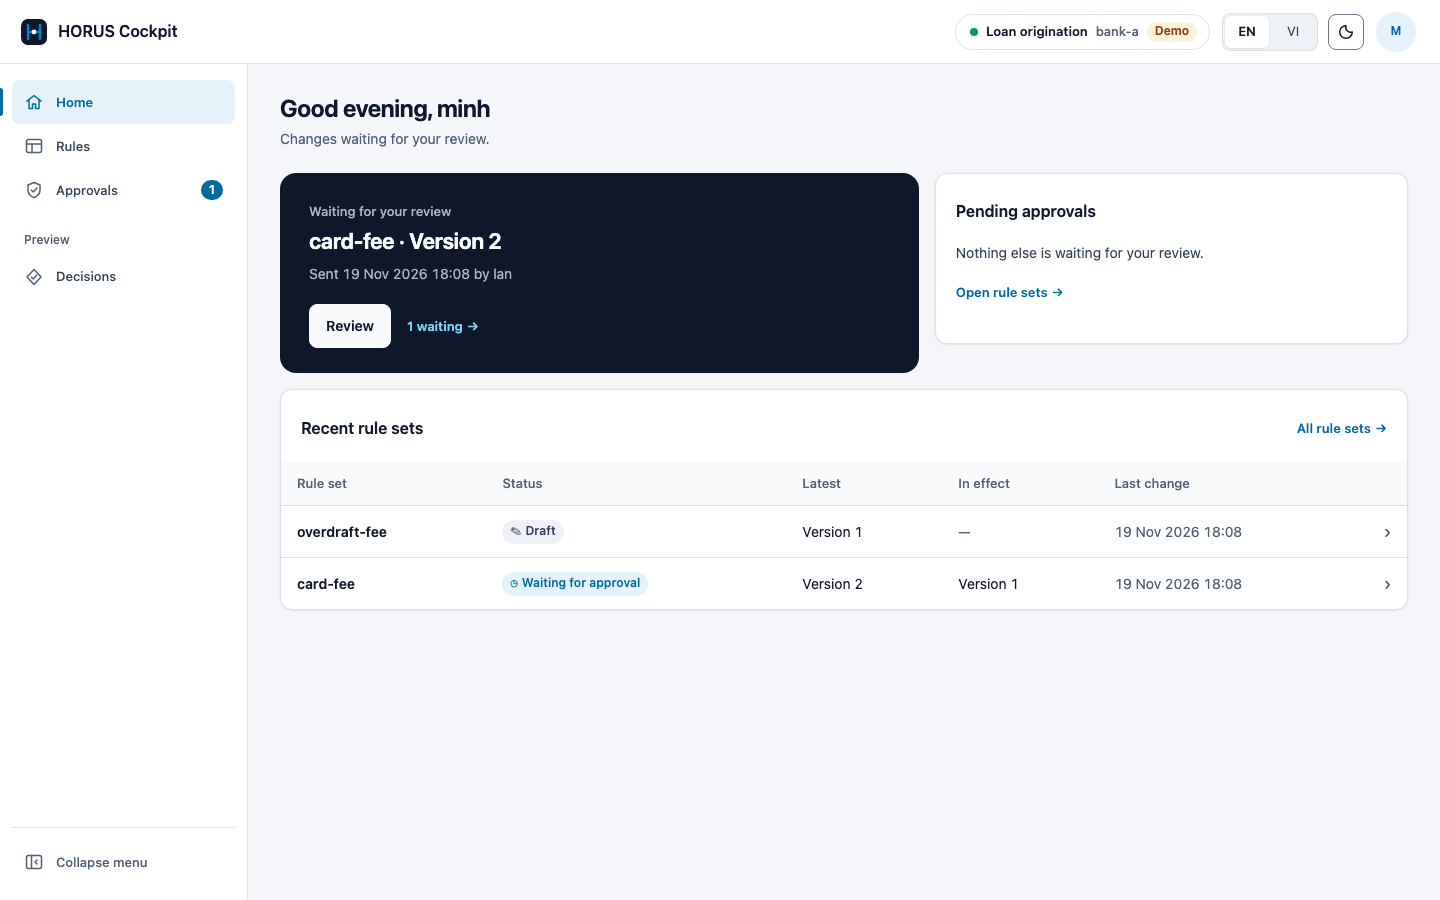 HORUS Cockpit
Loan origination bank-a Demo
EN VI
M
Home
Rules
Approvals 1
Preview
Decisions
Collapse menu
Good evening, minh
Changes waiting for your review.
Waiting for your review
card-fee · Version 2
Sent 19 Nov 2026 18:08 by lan
Review 1 waiting →
Pending approvals
Nothing else is waiting for your review.
Open rule sets →
Recent rule sets All rule sets →
Rule set Status Latest In effect Last change
overdraft-fee Draft Version 1 — 19 Nov 2026 18:08
card-fee Waiting for approval Version 2 Version 1 19 Nov 2026 18:08